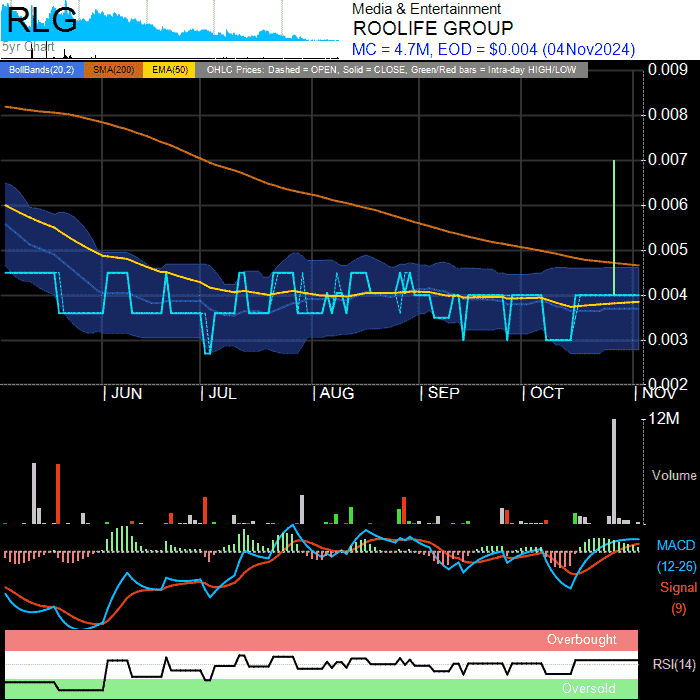 RLG
5yr Chart
Media & Entertainment
ROOLIFE GROUP
MC = 4.7M, EOD = $0.004 (04Nov2024)
BollBands(20,2) SMA(200) EMA(50) OHLC Prices: Dashed = OPEN, Solid = CLOSE, Green/Red bars = Intra-day HIGH/LOW
0.009
0.008
0.007
0.006
0.005
0.004
0.003
0.002
JUN JUL AUG SEP OCT NOV
12M
Volume
MACD
(12-26)
Signal
(9)
Overbought
RSI(14)
Oversold